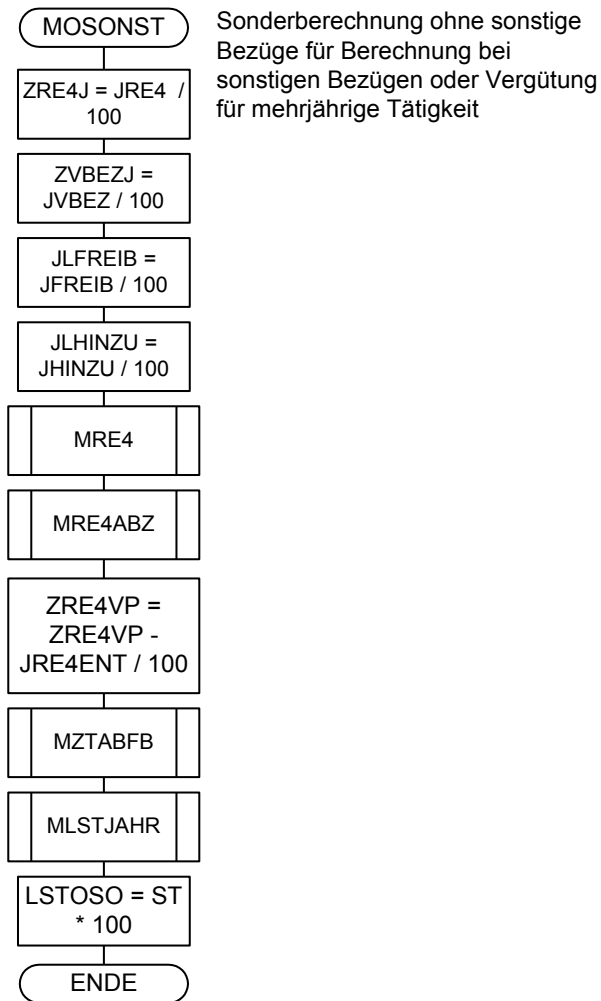 MOSONST
Sonderberechnung ohne sonstige
Bezüge für Berechnung bei
sonstigen Bezügen oder Vergütung
für mehrjährige Tätigkeit
ZRE4J = JRE4 /
100
ZVBEZJ =
JVBEZ / 100
JLFREIB =
JFREIB / 100
JLHINZU =
JHINZU / 100
MRE4
MRE4ABZ
ZRE4VP =
ZRE4VP -
JRE4ENT / 100
MZTABFB
MLSTJAHR
LSTOSO = ST
* 100
ENDE